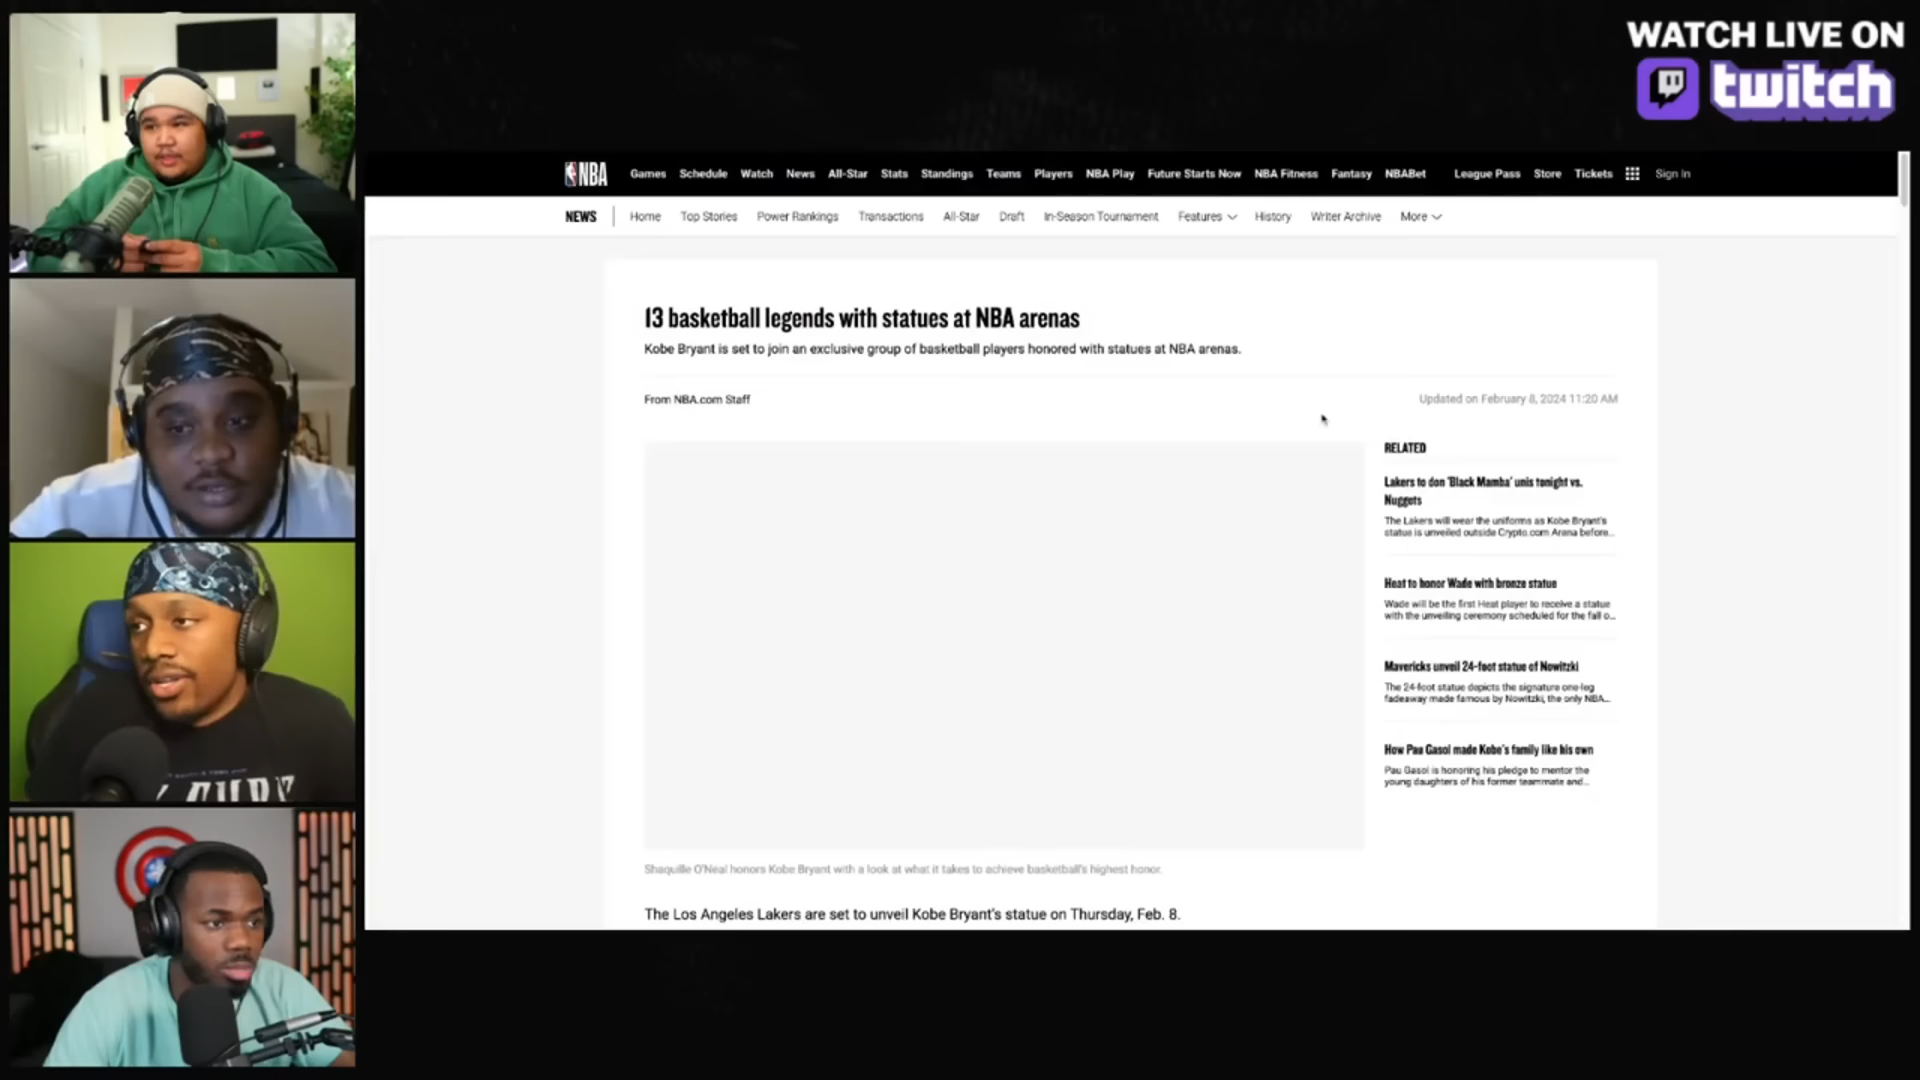 WATCH LIVE ON
twitch
NBA Games Schedule Watch News All-Star Stats Standings Teams Players NBA Play Future Starts Now NBA Fitness Fantasy NBABet League Pass Store Tickets Sign In
NEWS Home Top Stories Power Rankings Transactions All-Star Draft In-Season Tournament Features History Writer Archive More
13 basketball legends with statues at NBA arenas
Kobe Bryant is set to join an exclusive group of basketball players honored with statues at NBA arenas.
From NBA.com Staff
Updated on February 8, 2024 11:20 AM
RELATED
Lakers to don 'Black Mamba' unis tonight vs.
Nuggets
The Lakers will wear the uniforms as Kobe Bryant's
statue is unveiled outside Crypto.com Arena before...
Heat to honor Wade with bronze statue
Wade will be the first Heat player to receive a statue
with the unveiling ceremony scheduled for the fall o...
Mavericks unveil 24-foot statue of Nowitzki
The 24-foot statue depicts the signature one-leg
fadeaway made famous by Nowitzki, the only NBA...
How Pau Gasol made Kobe's family like his own
Pau Gasol is honoring his pledge to mentor the
young daughters of his former teammate and...
Shaquille O'Neal honors Kobe Bryant with a look at what it takes to achieve basketball's highest honor.
The Los Angeles Lakers are set to unveil Kobe Bryant's statue on Thursday, Feb. 8.